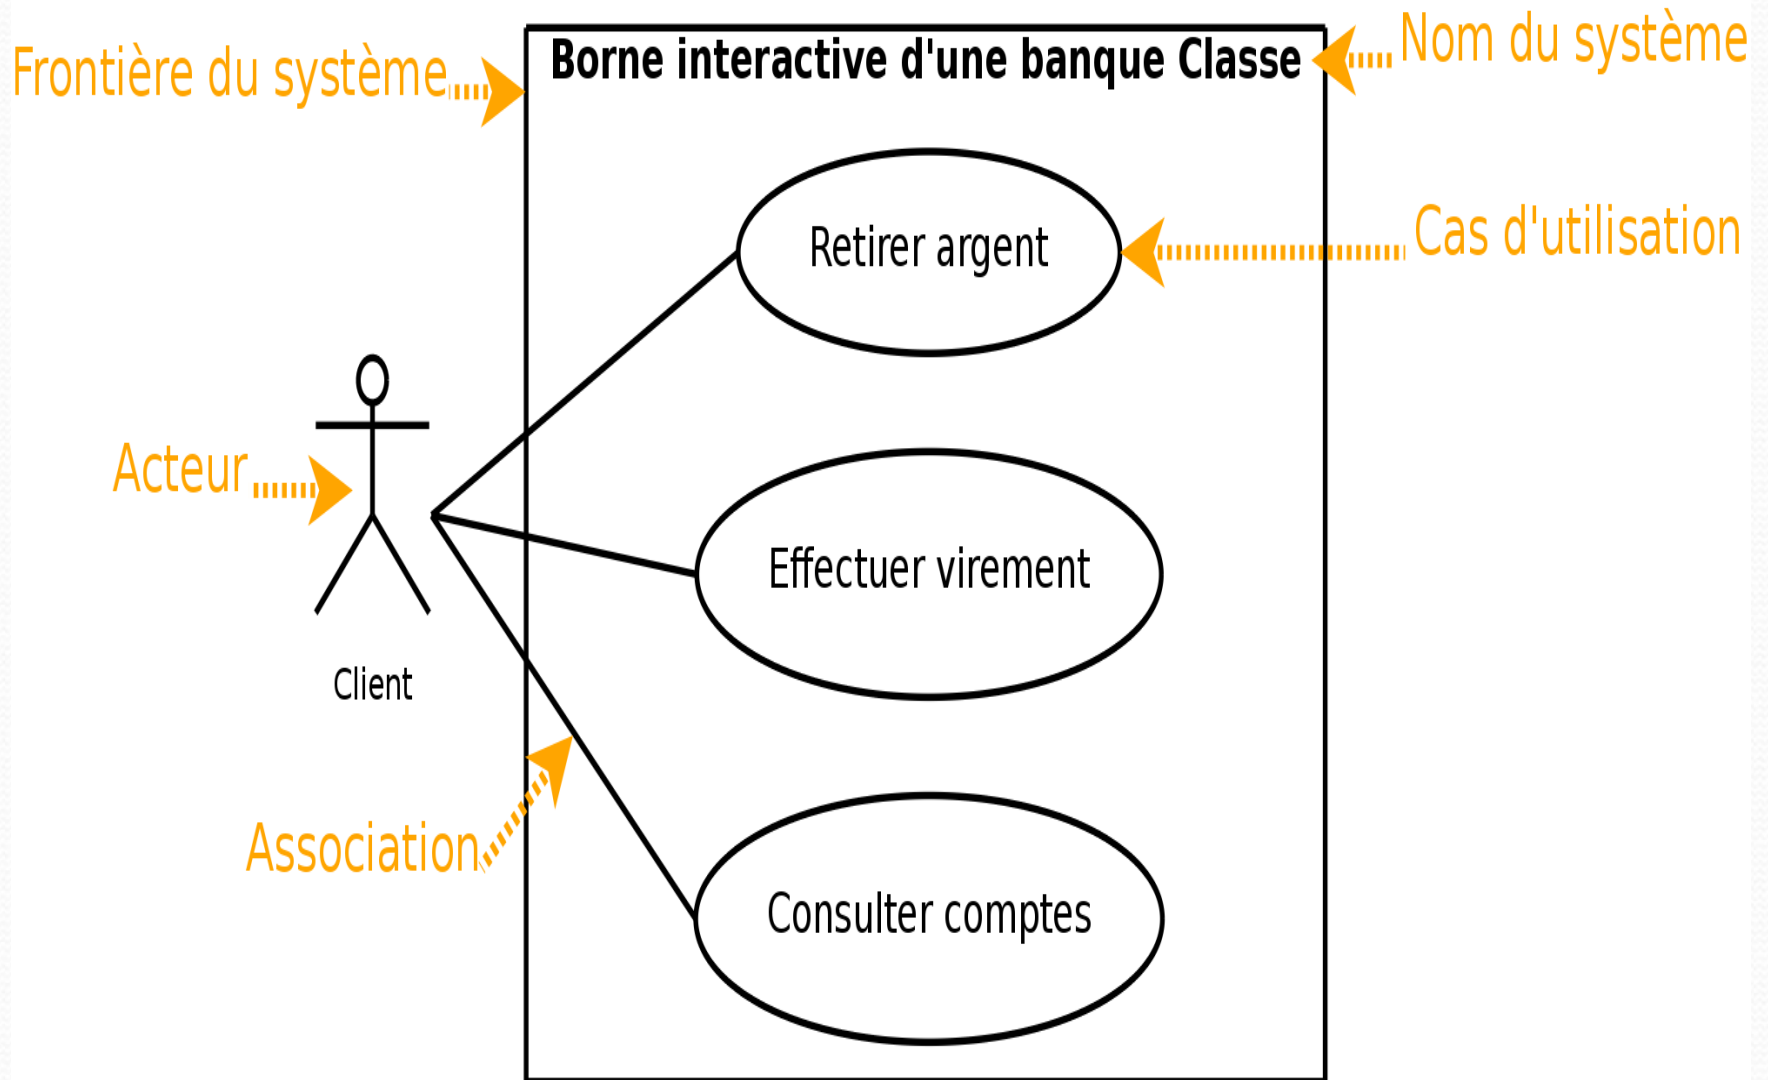 Nom du système
Frontière du système
Borne interactive d'une banque Classe
Cas d'utilisation
Retirer argent
Acteur
Effectuer virement
Client
Association
Consulter comptes